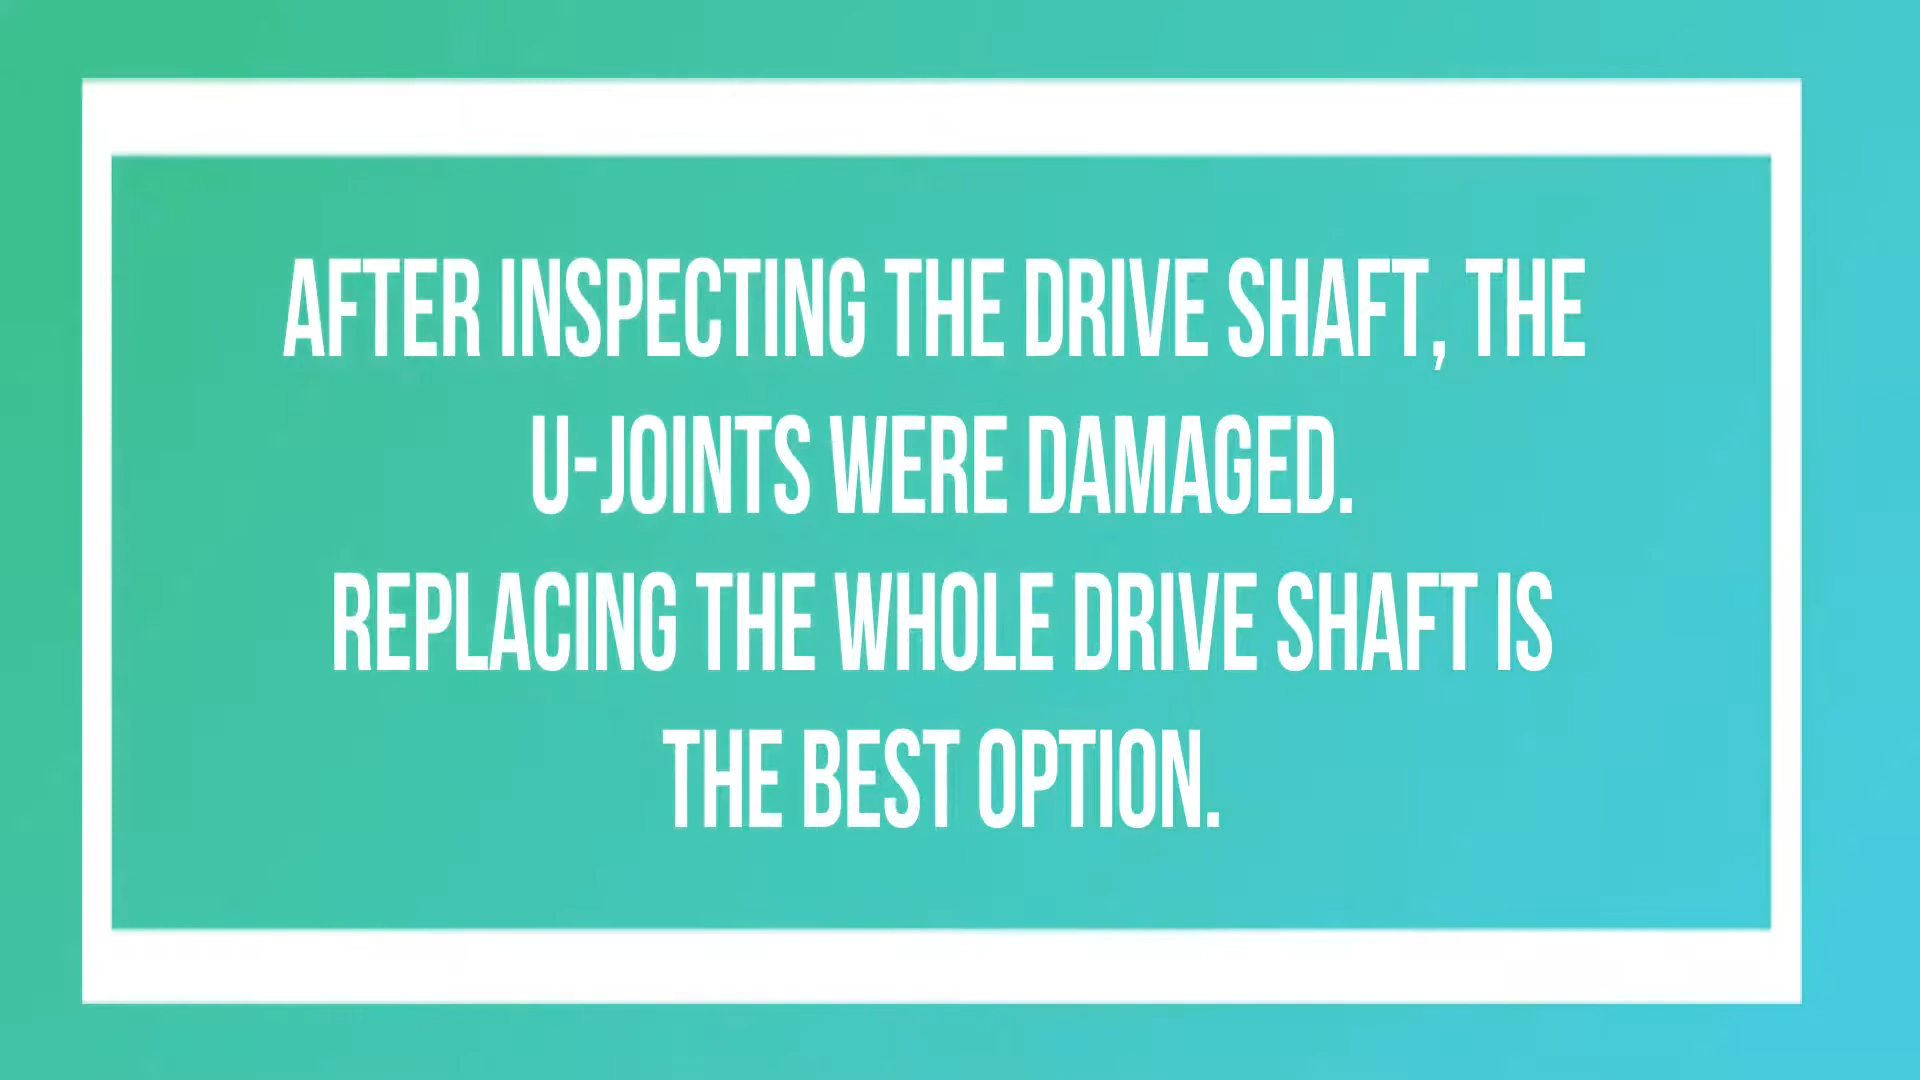 AFTER INSPECTING THE DRIVE SHAFT, THE
U-JOINTS WERE DAMAGED.
REPLACING THE WHOLE DRIVE SHAFT IS
THE BEST OPTION.